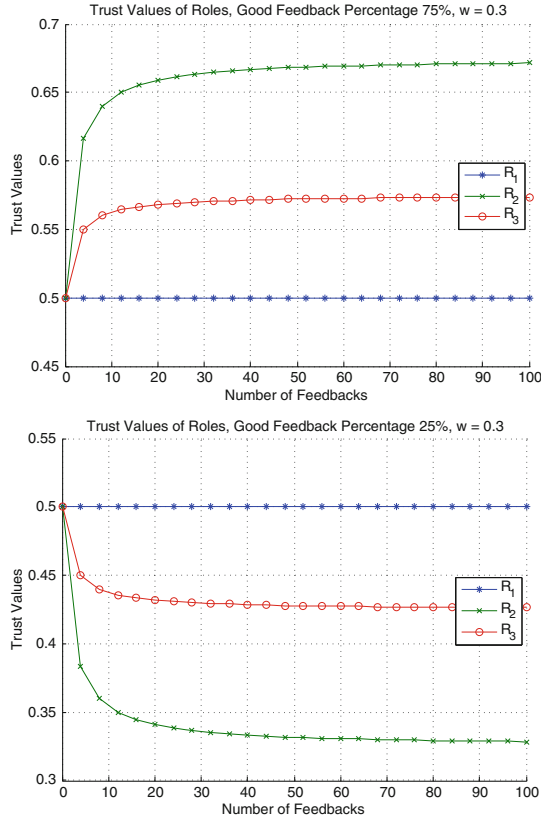 Trust Values of Roles, Good Feedback Percentage 75%, w = 0.3
0.7
0.65
0.6
0.55
0.5
0.45
Trust Values
R1
R2
R3
0 10 20 30 40 50 60 70 80 90 100
Number of Feedbacks
Trust Values of Roles, Good Feedback Percentage 25%, w = 0.3
0.55
0.5
0.45
0.4
0.35
0.3
Trust Values
R1
R2
R3
0 10 20 30 40 50 60 70 80 90 100
Number of Feedbacks